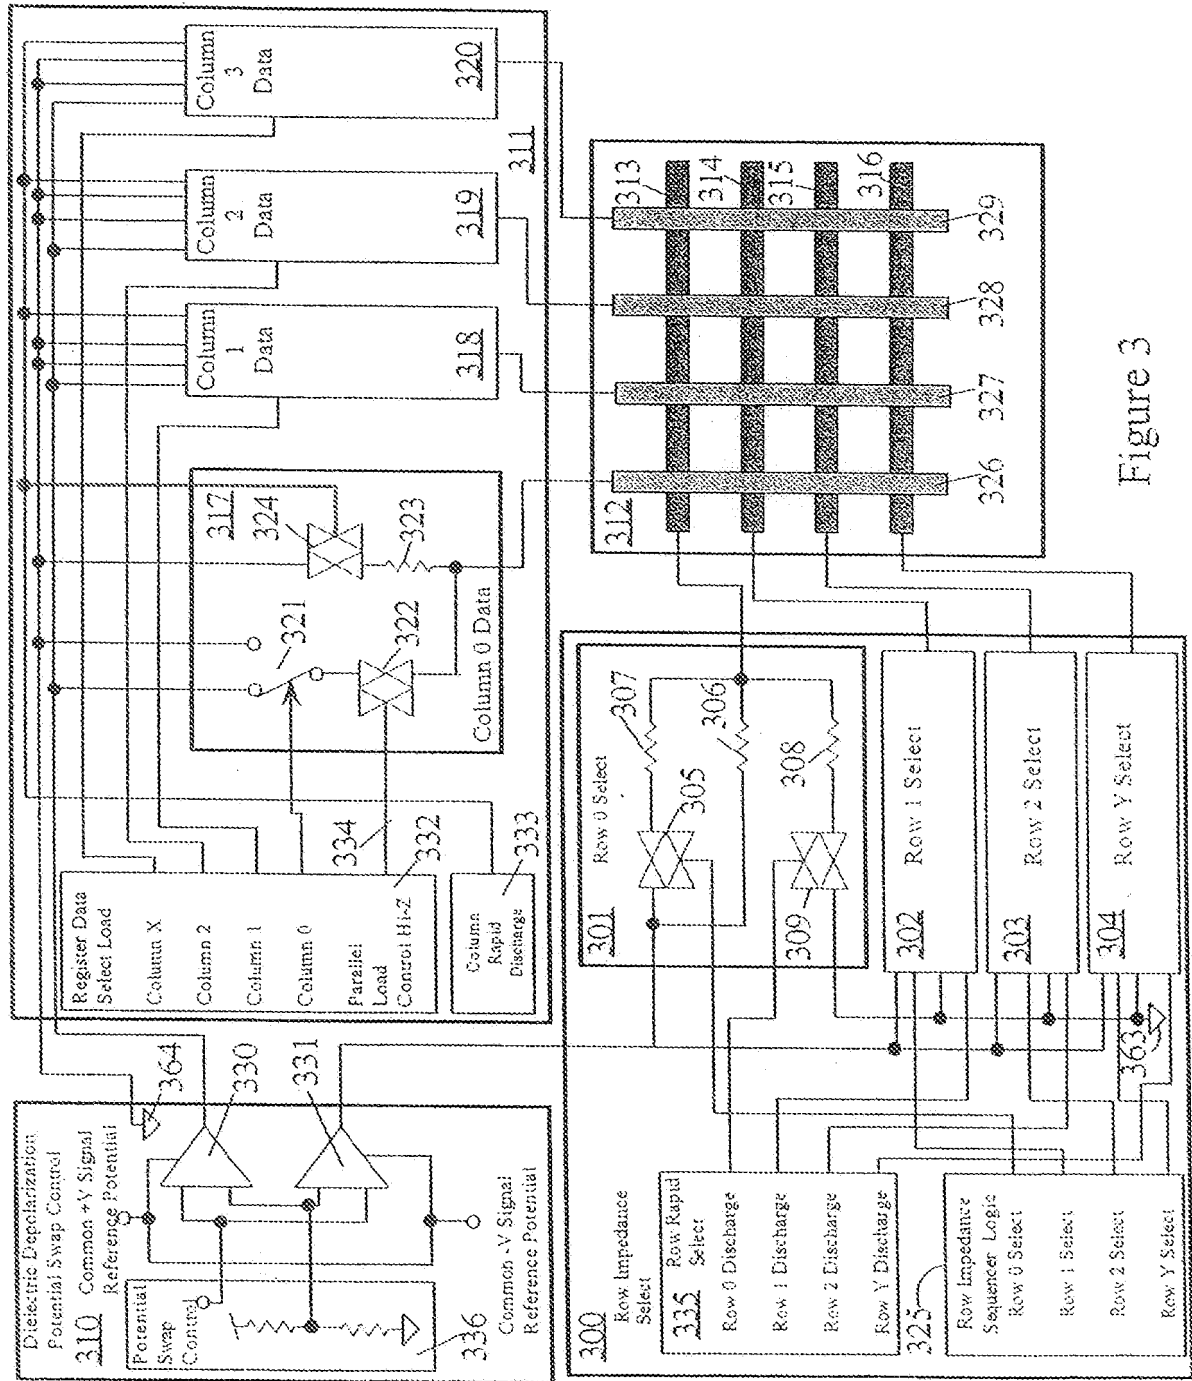 Dielectric Depolarization
Potential Swap Control
310
Common +V Signal
Reference Potential
Potential
Swap
Control
336
Common -V Signal
Reference Potential
364
330
331
Register Data
Select Load
Column X
Column 2
Column 1
Column 0
Parallel
Load
Control Hi-Z
334
332
Column
Rapid
Discharge
333
317
324
323
321
322
Column 0 Data
Column
1
Data
318
Column
2
Data
319
Column
3
Data
320
311
300
Row Impedance
Select
335
Row Rapid
Select
Row 0 Discharge
Row 1 Discharge
Row 2 Discharge
Row Y Discharge
325
Row Impedance
Sequencer Logic
Row 0 Select
Row 1 Select
Row 2 Select
Row Y Select
301
Row 0 Select
307
305
306
308
309
302
Row 1 Select
303
Row 2 Select
304
Row Y Select
363
312
313
314
315
316
326
327
328
329
Figure 3